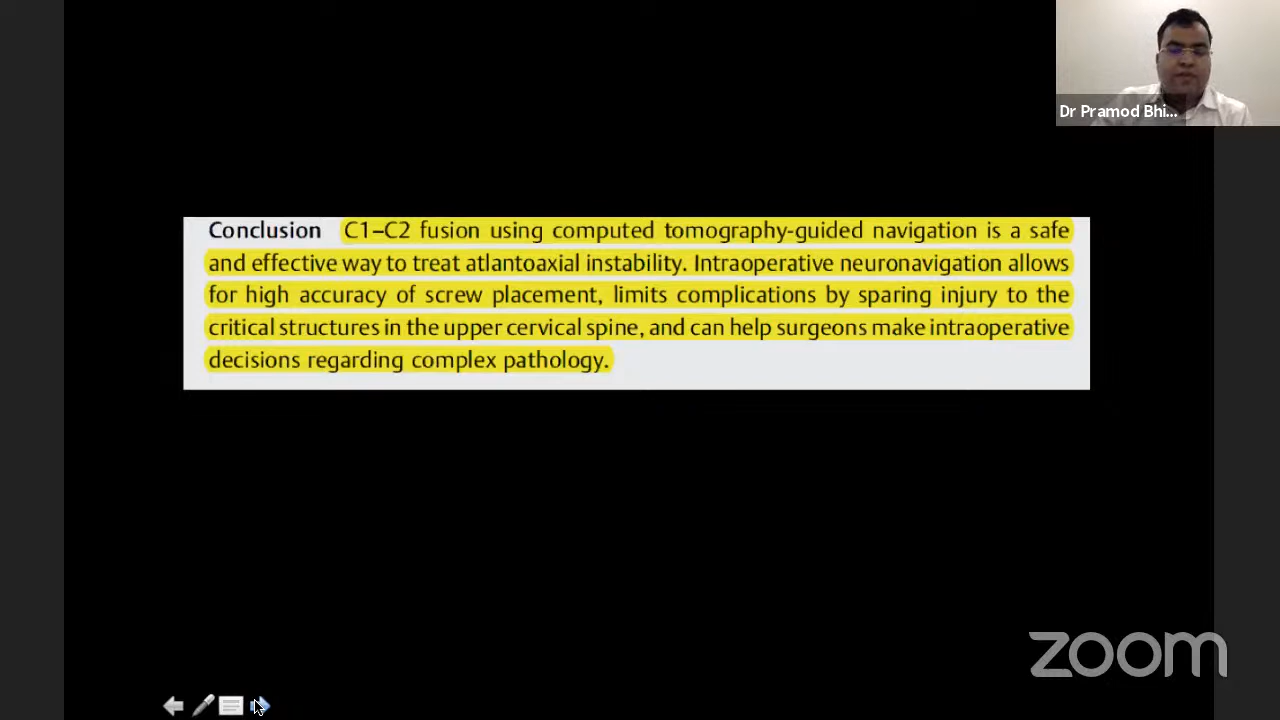 Dr Pramod Bhi...
Conclusion C1–C2 fusion using computed tomography-guided navigation is a safe
and effective way to treat atlantoaxial instability. Intraoperative neuronavigation allows
for high accuracy of screw placement, limits complications by sparing injury to the
critical structures in the upper cervical spine, and can help surgeons make intraoperative
decisions regarding complex pathology.
zoom